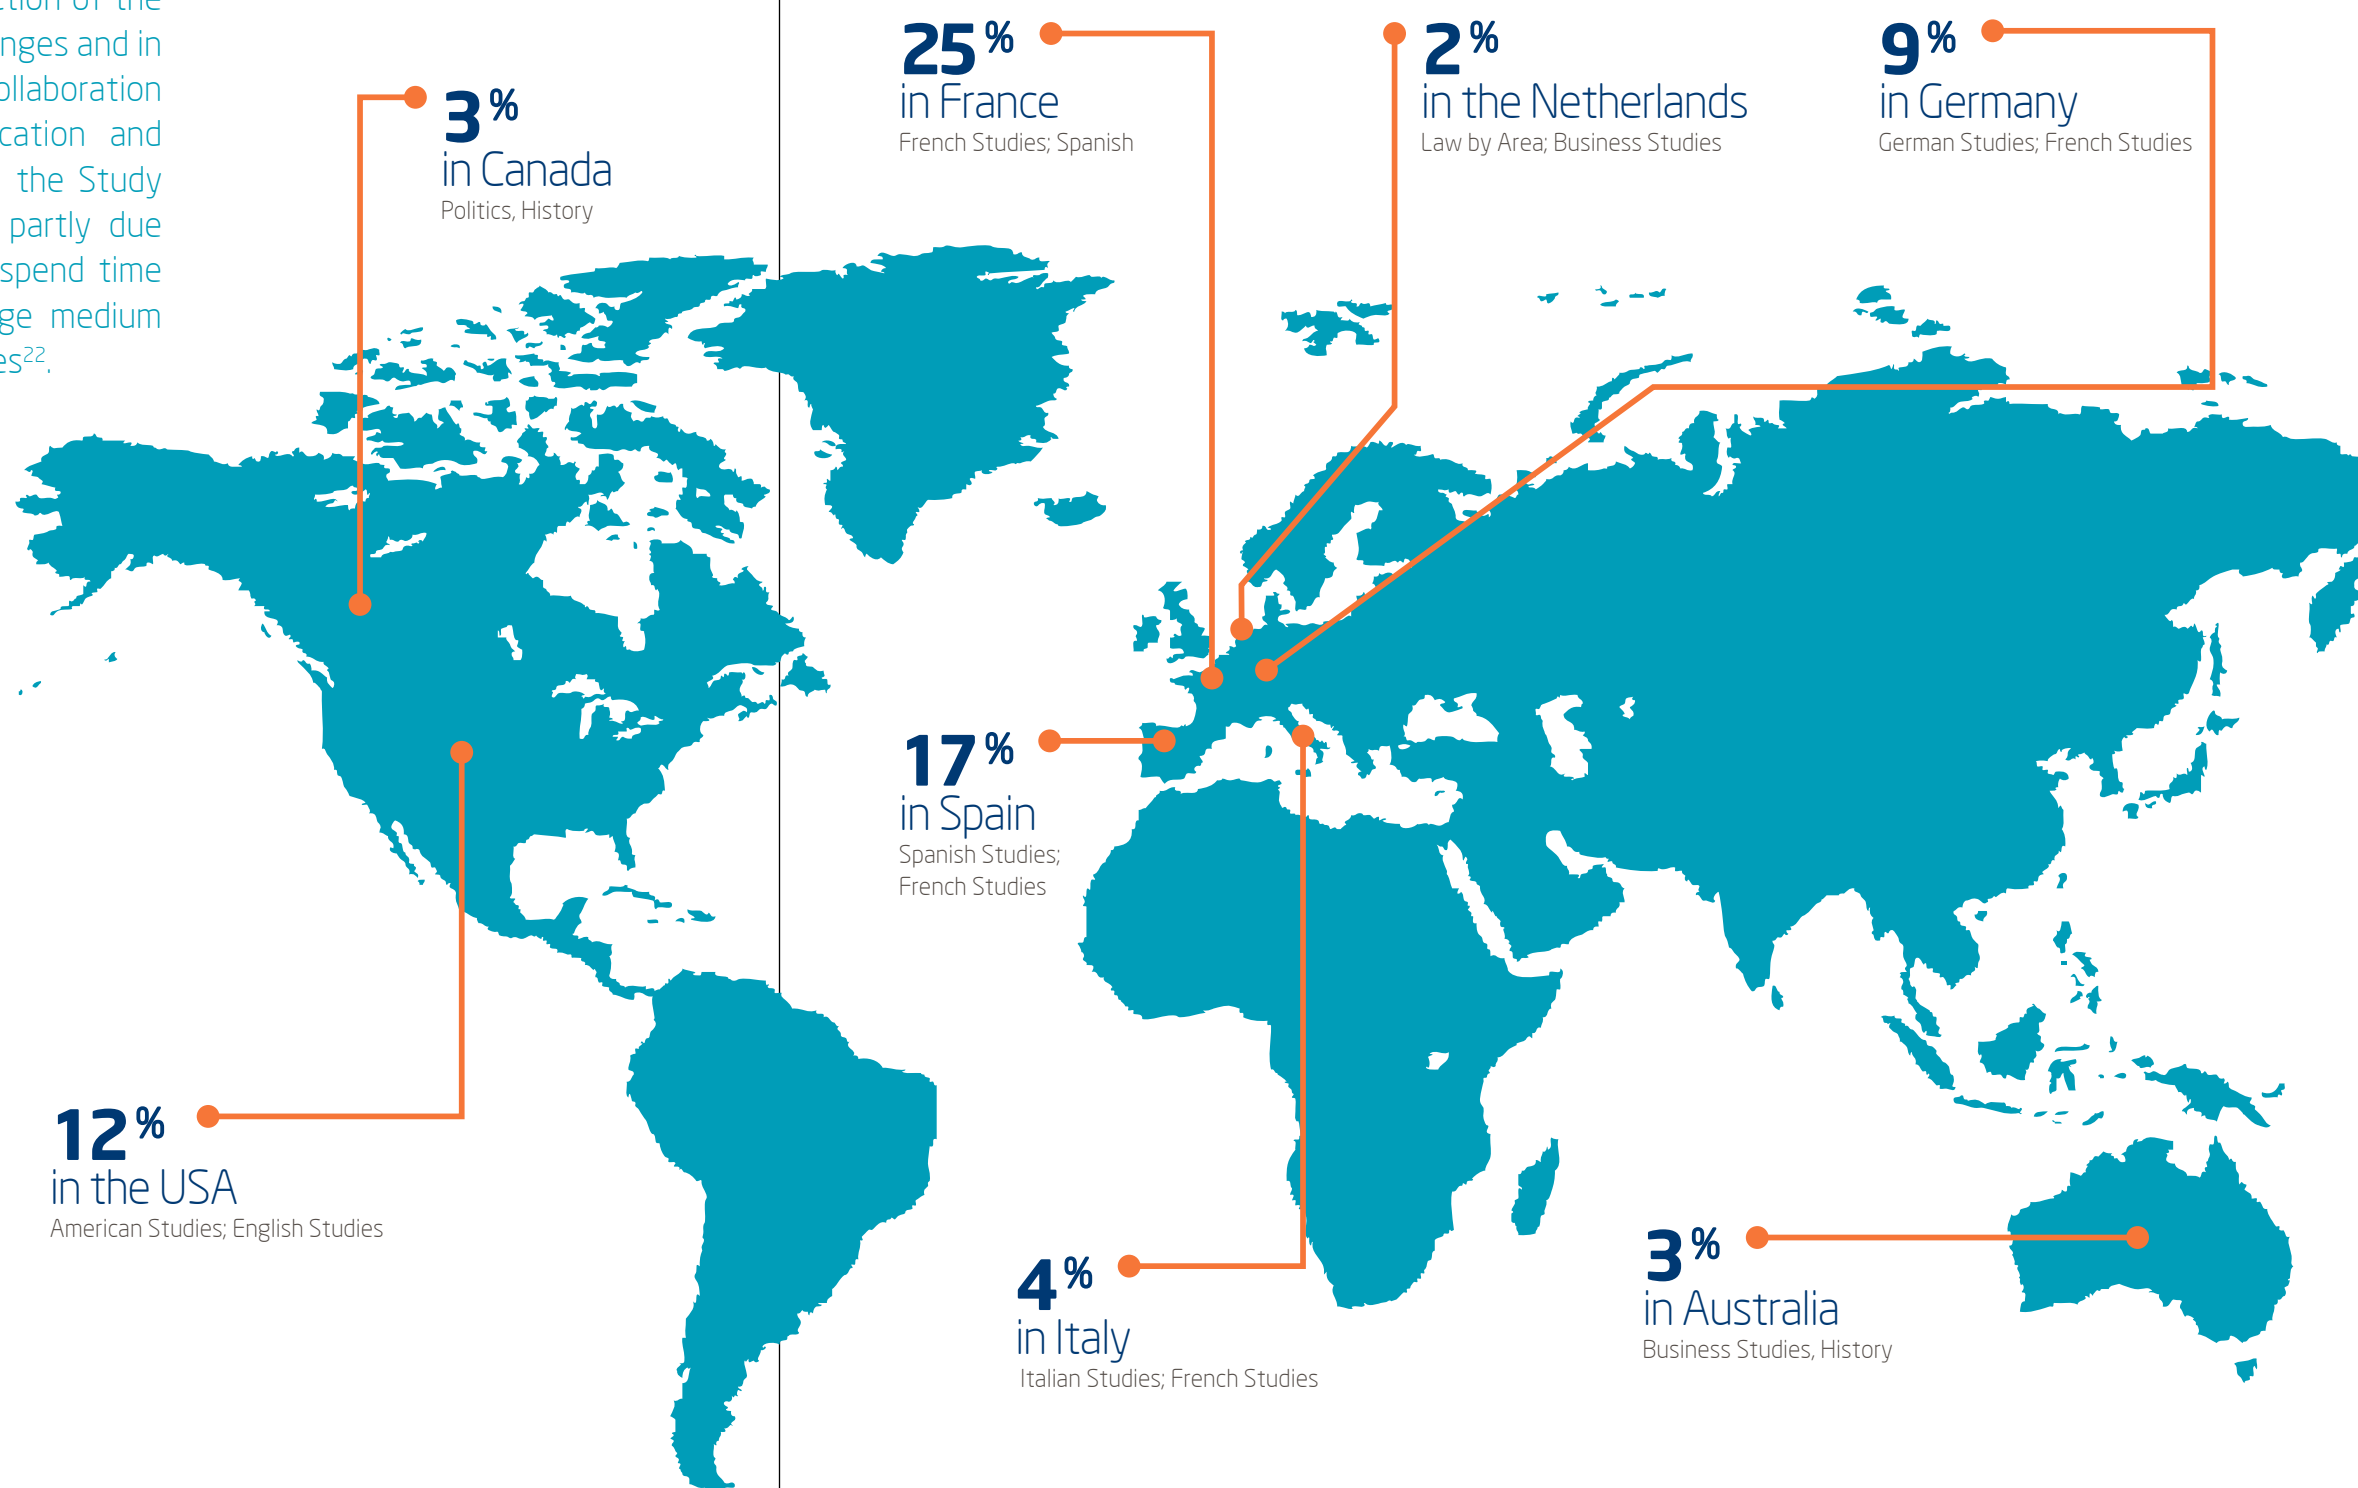 nges and in
ollaboration
cation and
the Study
partly due
spend time
ge medium
es22.
3%
in Canada
Politics, History
25%
in France
French Studies; Spanish
2%
in the Netherlands
Law by Area; Business Studies
9%
in Germany
German Studies; French Studies
17%
in Spain
Spanish Studies;
French Studies
12%
in the USA
American Studies; English Studies
4%
in Italy
Italian Studies; French Studies
3%
in Australia
Business Studies, History